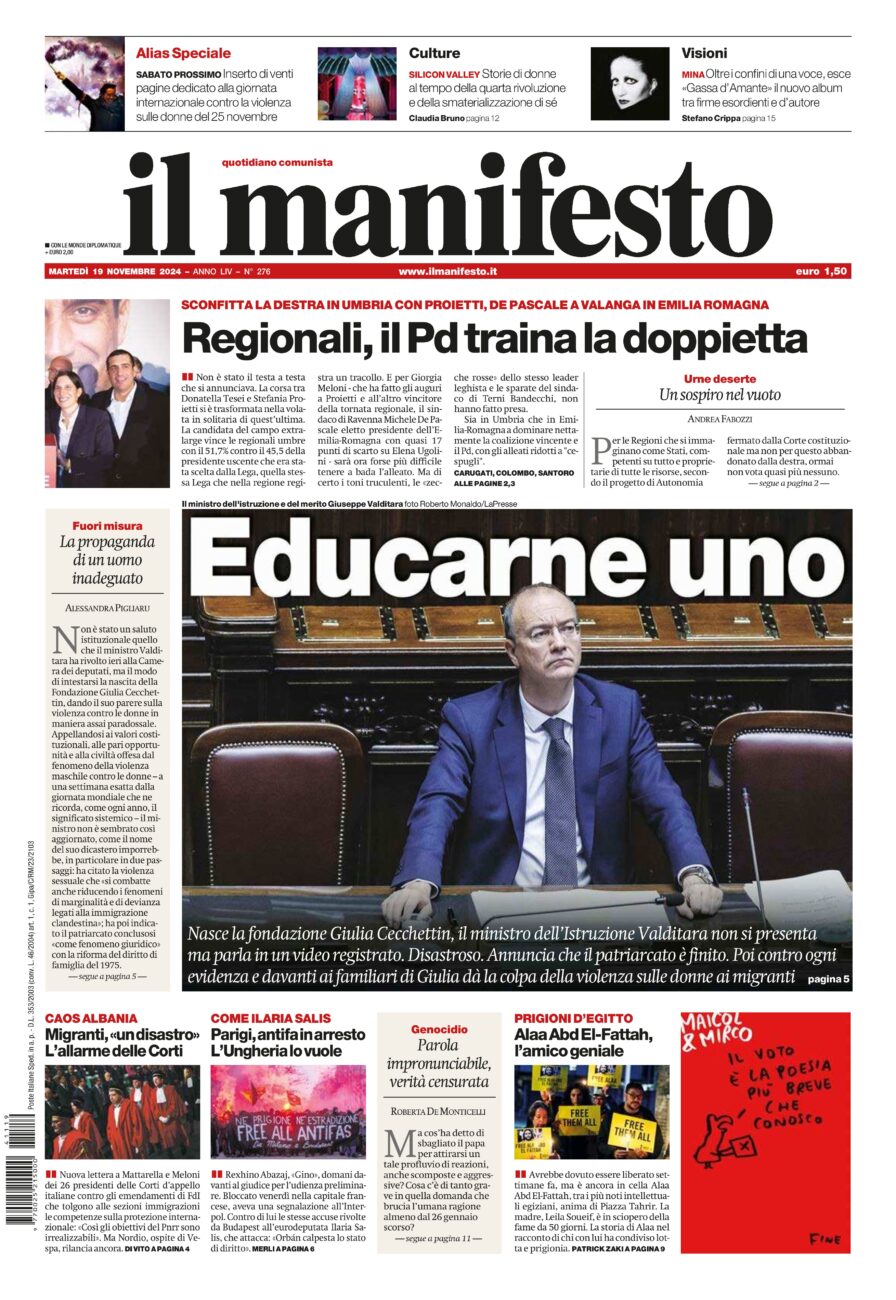 Alias Speciale
SABATO PROSSIMO Inserto di venti
pagine dedicato alla giornata
internazionale contro la violenza
sulle donne del 25 novembre
Culture
SILICON VALLEY Storie di donne
al tempo della quarta rivoluzione
e della smaterializzazione di sé
Claudia Bruno pagina 12
Visioni
MINA Oltre i confini di una voce, esce
«Gassa d'Amante» il nuovo album
tra firme esordienti e d'autore
Stefano Crippa pagina 15
quotidiano comunista
il manifesto
■ CON LE MONDE DIPLOMATIQUE
+ EURO 2,00
MARTEDÌ 19 NOVEMBRE 2024 – ANNO LIV – N° 276
www.ilmanifesto.it
euro 1,50
SCONFITTA LA DESTRA IN UMBRIA CON PROIETTI, DE PASCALE A VALANGA IN EMILIA ROMAGNA
Regionali, il Pd traina la doppietta
Non è stato il testa a testa
che si annunciava. La corsa tra
Donatella Tesei e Stefania Pro-
ietti si è trasformata nella vola-
ta in solitaria di quest'ultima.
La candidata del campo extra-
large vince le regionali umbre
con il 51,7% contro il 45,5 della
presidente uscente che era sta-
ta scelta dalla Lega, quella stes-
sa Lega che nella regione regi-
stra un tracollo. E per Giorgia
Meloni - che ha fatto gli auguri
a Proietti e all'altro vincitore
della tornata regionale, il sin-
daco di Ravenna Michele De Pa-
scale eletto presidente dell'E-
milia-Romagna con quasi 17
punti di scarto su Elena Ugoli-
ni - sarà ora forse più difficile
tenere a bada l'alleato. Ma di
certo i toni truculenti, le «zec-
che rosse» dello stesso leader
leghista e le sparate del sinda-
co di Terni Bandecchi, non
hanno fatto presa.
Sia in Umbria che in Emi-
lia-Romagna a dominare netta-
mente la coalizione vincente e
il Pd, con gli alleati ridotti a "ce-
spugli".
CARUGATI, COLOMBO, SANTORO
ALLE PAGINE 2,3
Urne deserte
Un sospiro nel vuoto
ANDREA FABOZZI
Per le Regioni che si imma-
ginano come Stati, com-
petenti su tutto e proprie-
tarie di tutte le risorse, secon-
do il progetto di Autonomia
fermato dalla Corte costituzio-
nale ma non per questo abban-
donato dalla destra, ormai
non vota quasi più nessuno.
— segue a pagina 2 —
Il ministro dell'istruzione e del merito Giuseppe Valditara foto Roberto Monaldo/LaPresse
Fuori misura
La propaganda
di un uomo
inadeguato
ALESSANDRA PIGLIARU
Non è stato un saluto
istituzionale quello
che il ministro Valdi-
tara ha rivolto ieri alla Came-
ra dei deputati, ma il modo
di intestarsi la nascita della
Fondazione Giulia Cecchet-
tin, dando il suo parere sulla
violenza contro le donne in
maniera assai paradossale.
Appellandosi ai valori costi-
tuzionali, alle pari opportu-
nità e alla civiltà offesa dal
fenomeno della violenza
maschile contro le donne – a
una settimana esatta dalla
giornata mondiale che ne
ricorda, come ogni anno, il
significato sistemico – il mi-
nistro non è sembrato così
aggiornato, come il nome
del suo dicastero imporreb-
be, in particolare in due pas-
saggi: ha citato la violenza
sessuale che «si combatte
anche riducendo i fenomeni
di marginalità e di devianza
legati alla immigrazione
clandestina»; ha poi indica-
to il patriarcato conclusosi
«come fenomeno giuridico»
con la riforma del diritto di
famiglia del 1975.
— segue a pagina 5 —
Educarne uno
Nasce la fondazione Giulia Cecchettin, il ministro dell'Istruzione Valditara non si presenta
ma parla in un video registrato. Disastroso. Annuncia che il patriarcato è finito. Poi contro ogni
evidenza e davanti ai familiari di Giulia dà la colpa della violenza sulle donne ai migranti pagina 5
CAOS ALBANIA
Migranti, «un disastro»
L'allarme delle Corti
Nuova lettera a Mattarella e Meloni
dei 26 presidenti delle Corti d'appello
italiane contro gli emendamenti di FdI
che tolgono alle sezioni immigrazioni
le competenze sulla protezione interna-
zionale: «Così gli obiettivi del Pnrr sono
irrealizzabili». Ma Nordio, ospite di Ve-
spa, rilancia ancora. DI VITO A PAGINA 4
COME ILARIA SALIS
Parigi, antifa in arresto
L'Ungheria lo vuole
NE PRIGIONE NE ESTRADIZIONE
FREE ALL ANTIFAS
Rexhino Abazaj, «Gino», domani da-
vanti al giudice per l'udienza prelimina-
re. Bloccato venerdì nella capitale fran-
cese, aveva una segnalazione all'Inter-
pol. Contro di lui le stesse accuse rivolte
da Budapest all'eurodeputata Ilaria Sa-
lis, che attacca: «Orbán calpesta lo stato
di diritto». MERLI A PAGINA 6
Genocidio
Parola
impronunciabile,
verità censurata
ROBERTA DE MONTICELLI
Ma cos'ha detto di
sbagliato il papa
per attirarsi un
tale profluvio di reazioni,
anche scomposte e aggres-
sive? Cosa c'è di tanto gra-
ve in quella domanda che
brucia l'umana ragione
almeno dal 26 gennaio
scorso?
— segue a pagina 11 —
PRIGIONI D'EGITTO
Alaa Abd El-Fattah,
l'amico geniale
FREE
THEM ALL
FREE
THEM ALL
Avrebbe dovuto essere liberato set-
timane fa, ma è ancora in cella Alaa
Abd El-Fattah, tra i più noti intellettua-
li egiziani, anima di Piazza Tahrir. La
madre, Leila Soueif, è in sciopero della
fame da 50 giorni. La storia di Alaa nel
racconto di chi con lui ha condiviso lot-
ta e prigionia. PATRICK ZAKI A PAGINA 9
MAICOL
& MIRCO
IL VOTO
È LA POESIA
PIÙ BREVE
CHE
CONOSCO
FINE
Poste Italiane Sped. in a. p. - D.L. 353/2003 (conv. L. 46/2004) art. 1, c. 1, Gipa/C/RM/23/2103
41119
9 770025 215000